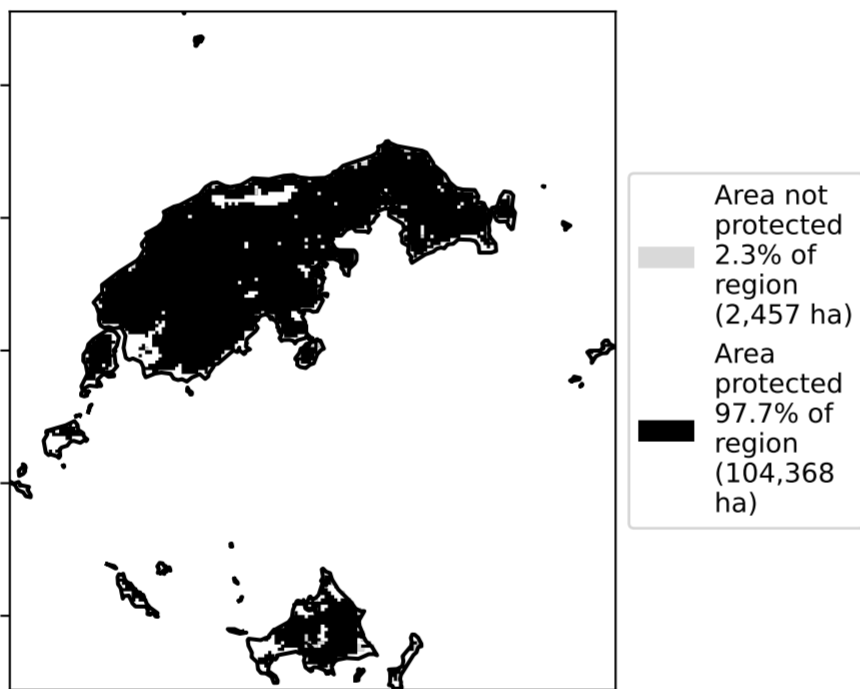 Area not
protected
2.3% of
region
(2,457 ha)
Area
protected
97.7% of
region
(104,368
ha)